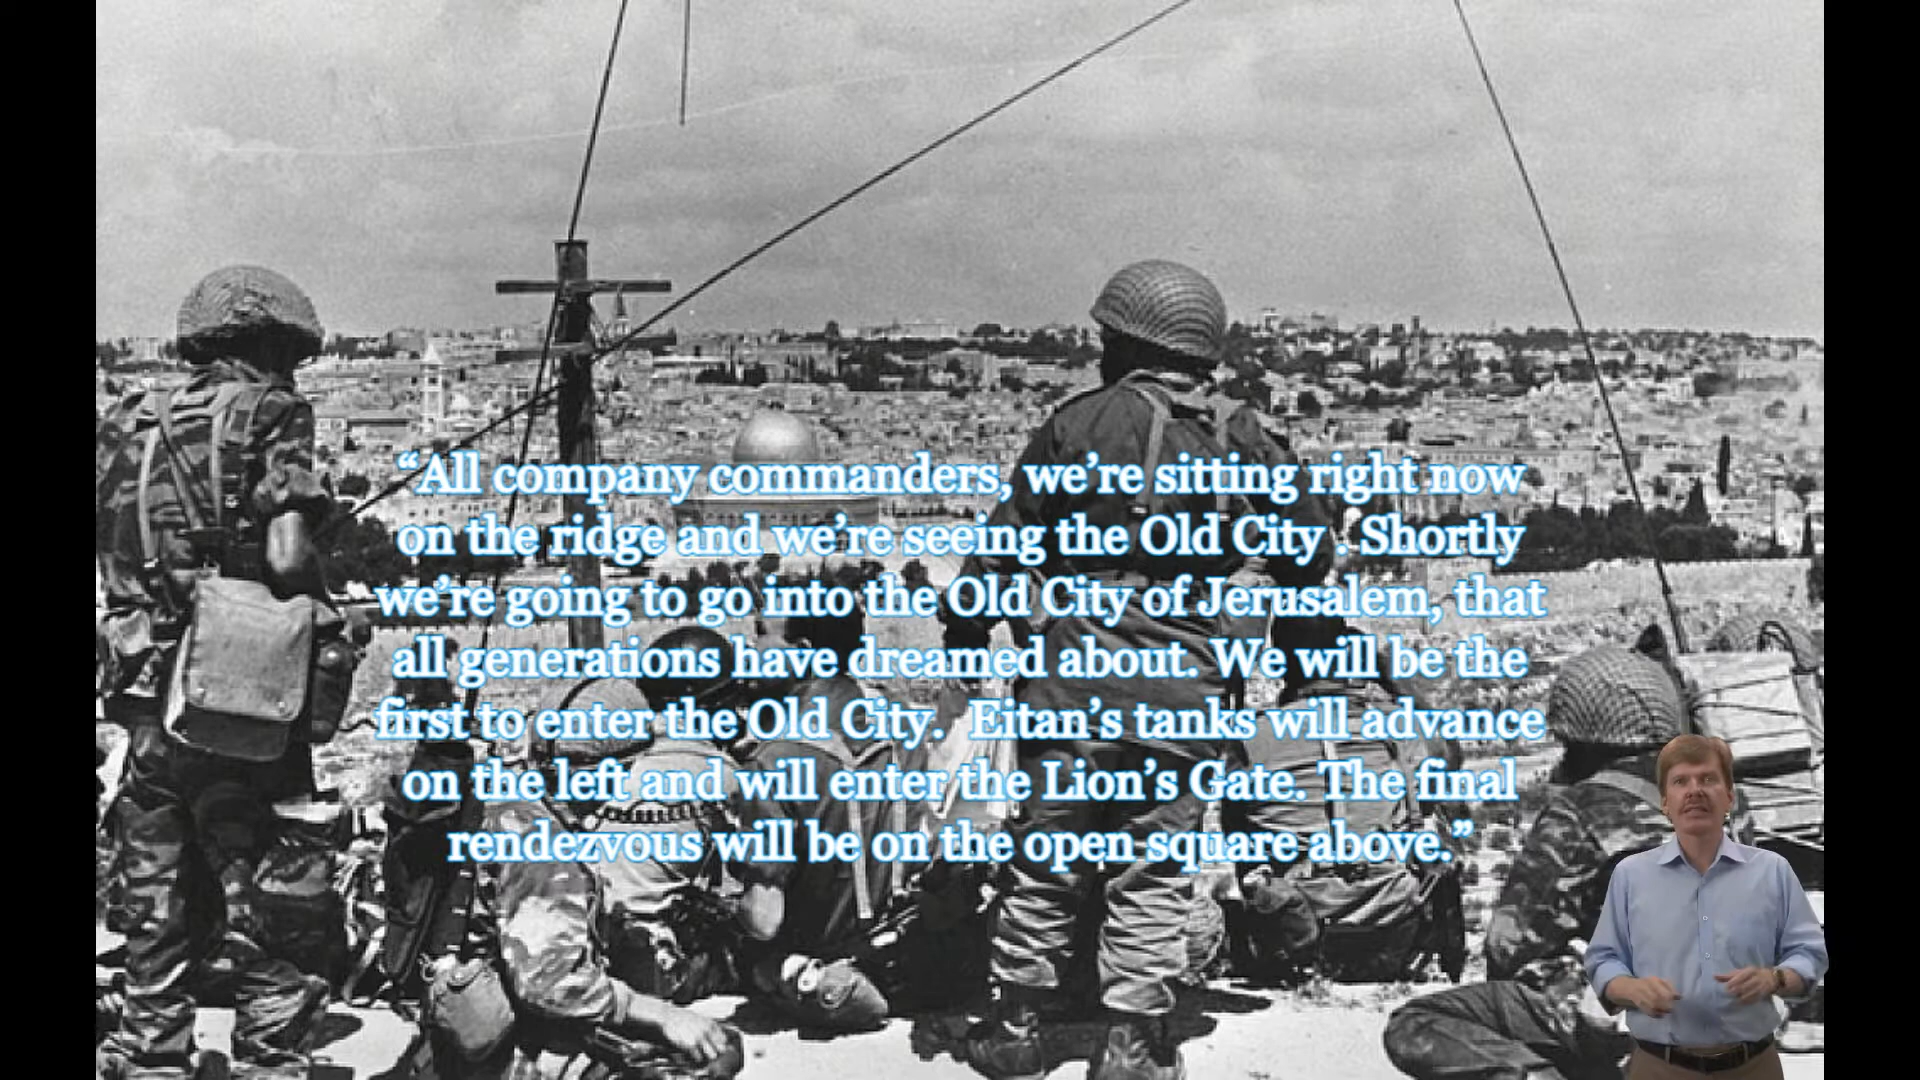 “All company commanders, we’re sitting right now
on the ridge and we’re seeing the Old City . Shortly
we’re going to go into the Old City of Jerusalem, that
all generations have dreamed about. We will be the
first to enter the Old City.  Eitan’s tanks will advance
on the left and will enter the Lion’s Gate. The final
rendezvous will be on the open square above.”